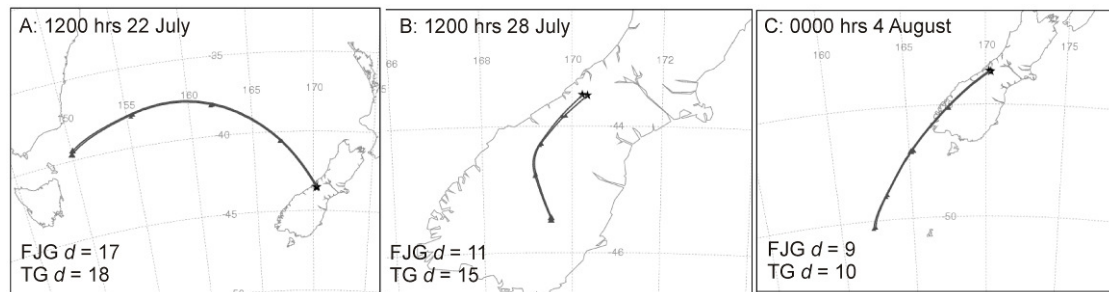 A: 1200 hrs 22 July
-35
170
165
160
155
150
-40
-45
FJG d = 17
TG d = 18
B: 1200 hrs 28 July
166
168
170
172
44
-46
FJG d = 11
TG d = 15
C: 0000 hrs 4 August
160
165
170
175
-50
FJG d = 9
TG d = 10